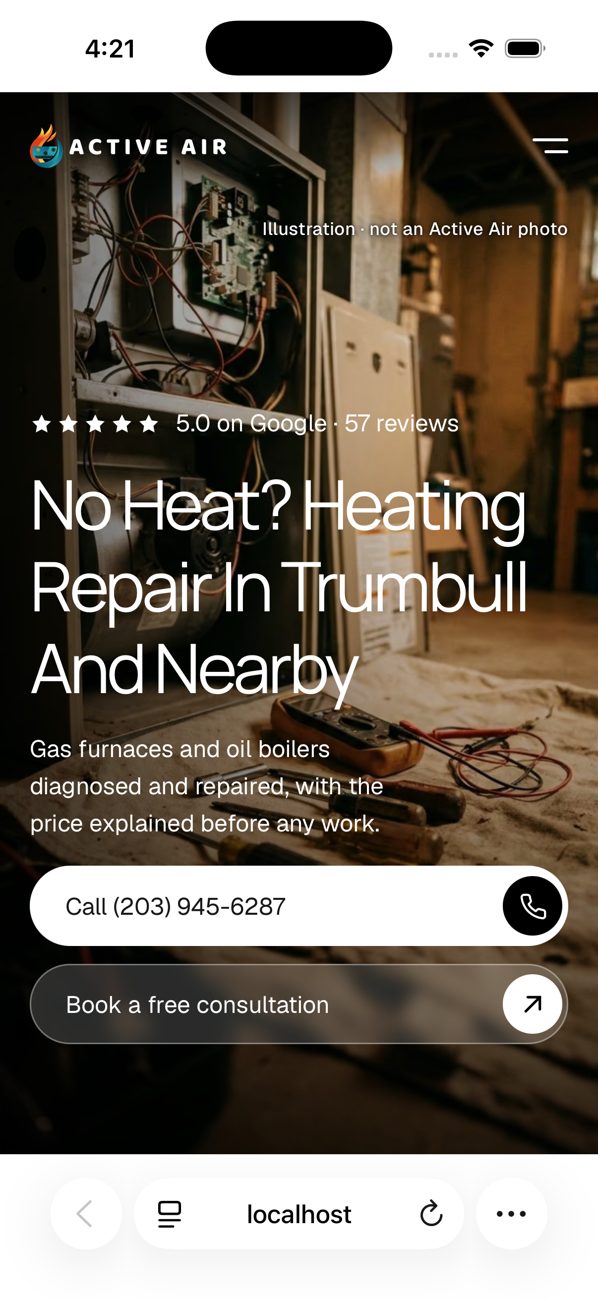 4:21
ACTIVE AIR
Illustration · not an Active Air photo
5.0 on Google · 57 reviews
No Heat? Heating
Repair In Trumbull
And Nearby
Gas furnaces and oil boilers
diagnosed and repaired, with the
price explained before any work.
Call (203) 945-6287
Book a free consultation
localhost